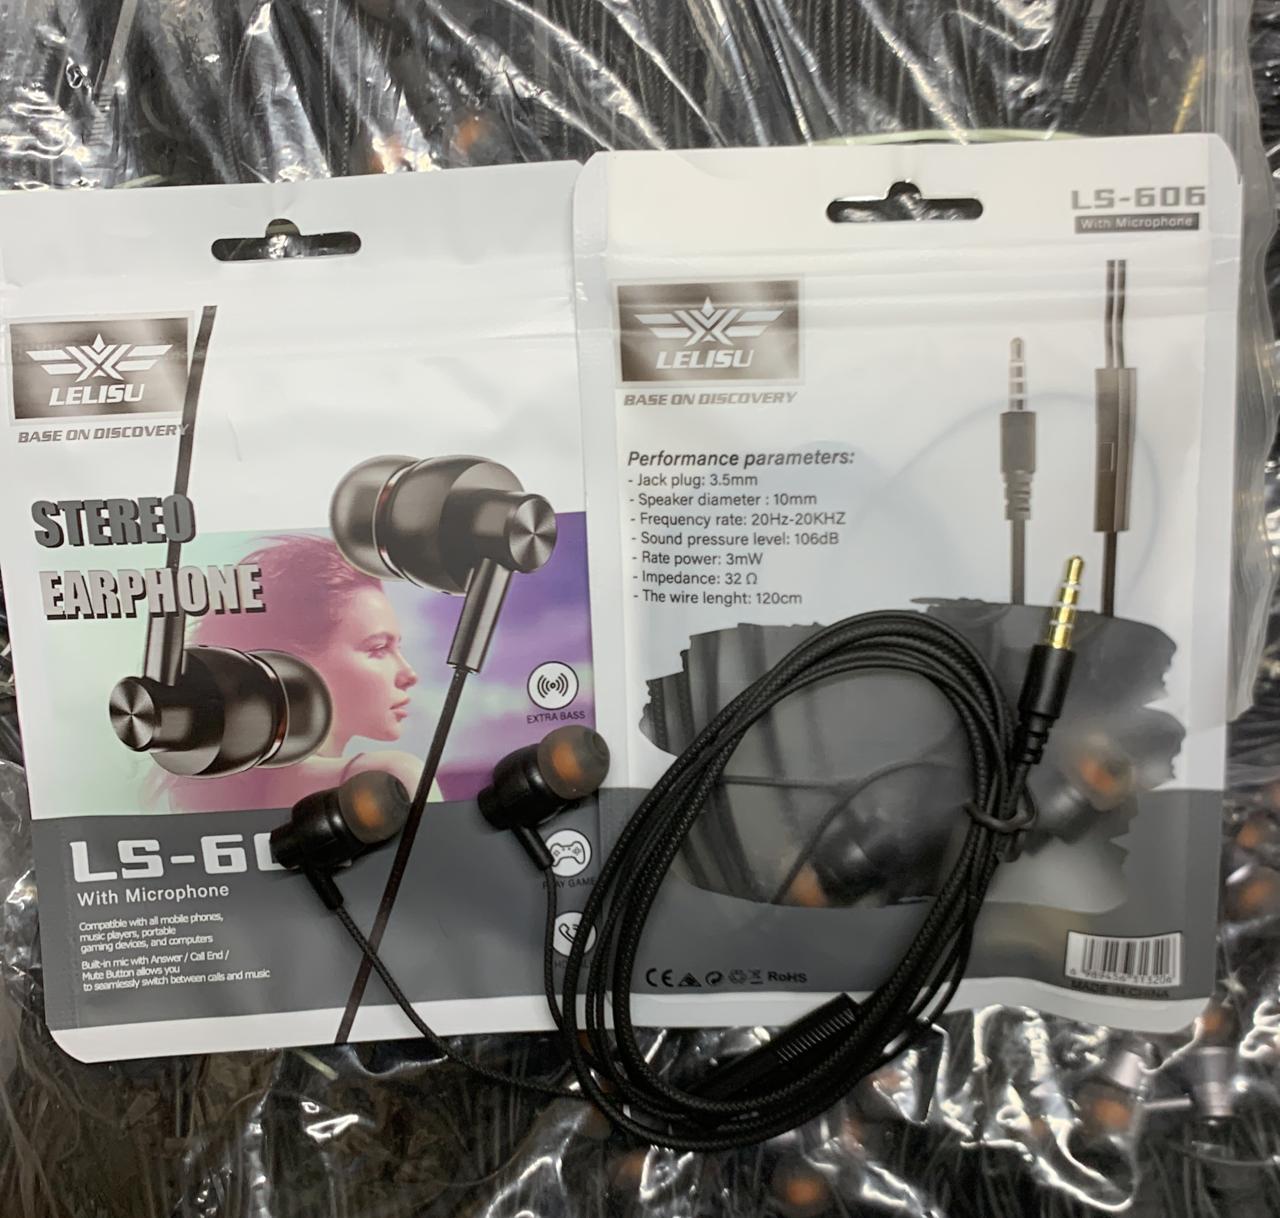 LELISU
BASE ON DISCOVERY
STEREO
EARPHONE
EXTRA BASS
LS-60
With Microphone
Compatible with all mobile phones,
music players, portable
gaming devices, and computers
Built-in mic with Answer / Call End /
Mute Button allows you
to seamlessly switch between calls and music
LS-606
With Microphone
LELISU
BASE ON DISCOVERY
Performance parameters:
- Jack plug: 3.5mm
- Speaker diameter : 10mm
- Frequency rate: 20Hz-20KHZ
- Sound pressure level: 106dB
- Rate power: 3mW
- Impedance: 32 Ω
- The wire lenght: 120cm
CE RoHS
MADE IN CHINA